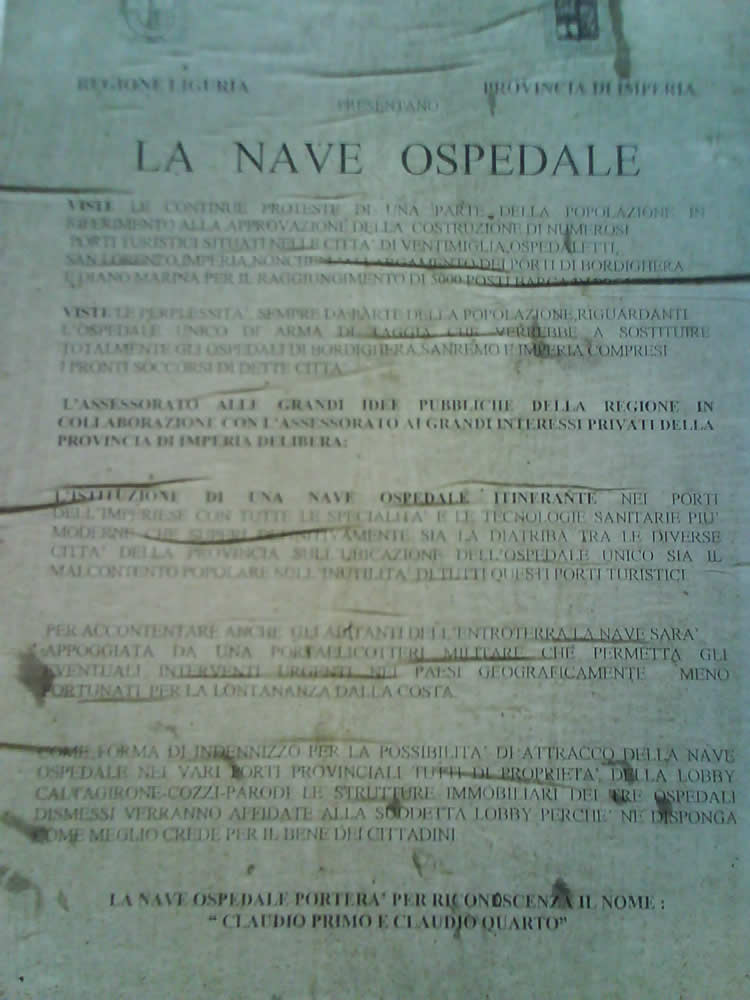 REGIONE LIGURIA PROVINCIA DI IMPERIA
PRESENTANO
LA NAVE OSPEDALE
VISTE LE CONTINUE PROTESTE DI UNA PARTE DELLA POPOLAZIONE IN
RIFERIMENTO ALLA APPROVAZIONE DELLA COSTRUZIONE DI NUMEROSI
PORTI TURISTICI SITUATI NELLE CITTA' DI VENTIMIGLIA,OSPEDALETTI,
SAN LORENZO,IMPERIA,NONCHE' L'ALLARGAMENTO DEI PORTI DI BORDIGHERA
E DIANO MARINA PER IL RAGGIUNGIMENTO DI 5000 POSTI BARCA
VISTE LE PERPLESSITA', SEMPRE DA PARTE DELLA POPOLAZIONE,RIGUARDANTI
L'OSPEDALE UNICO DI ARMA DI TAGGIA CHE VERREBBE A SOSTITUIRE
TOTALMENTE GLI OSPEDALI DI BORDIGHERA,SANREMO E IMPERIA COMPRESI
I PRONTI SOCCORSI DI DETTE CITTA'
L'ASSESSORATO ALLE GRANDI IDEE PUBBLICHE DELLA REGIONE IN
COLLABORAZIONE CON L'ASSESSORATO AI GRANDI INTERESSI PRIVATI DELLA
PROVINCIA DI IMPERIA DELIBERA:
L'ISTITUZIONE DI UNA NAVE OSPEDALE ITINERANTE NEI PORTI
DELL'IMPERIESE CON TUTTE LE SPECIALITA' E LE TECNOLOGIE SANITARIE PIU'
MODERNE CHE SUPERI DEFINITIVAMENTE SIA LA DIATRIBA TRA LE DIVERSE
CITTA' DELLA PROVINCIA SULL'UBICAZIONE DELL'OSPEDALE UNICO SIA IL
MALCONTENTO POPOLARE SULL'INUTILITA' DI TUTTI QUESTI PORTI TURISTICI
PER ACCONTENTARE ANCHE GLI ABITANTI DELL'ENTROTERRA LA NAVE SARA'
APPOGGIATA DA UNA PORTAELICOTTERI MILITARE CHE PERMETTA GLI
EVENTUALI INTERVENTI URGENTI NEI PAESI GEOGRAFICAMENTE MENO
FORTUNATI PER LA LONTANANZA DALLA COSTA.
COME FORMA DI INDENNIZZO PER LA POSSIBILITA' DI ATTRACCO DELLA NAVE
OSPEDALE NEI VARI PORTI PROVINCIALI TUTTI DI PROPRIETA' DELLA LOBBY
CALTAGIRONE-COZZI-PARODI LE STRUTTURE IMMOBILIARI DEI TRE OSPEDALI
DISMESSI VERRANNO AFFIDATE ALLA SUDDETTA LOBBY PERCHE' NE DISPONGA
COME MEGLIO CREDE PER IL BENE DEI CITTADINI
LA NAVE OSPEDALE PORTERA' PER RICONOSCENZA IL NOME :
" CLAUDIO PRIMO E CLAUDIO QUARTO"